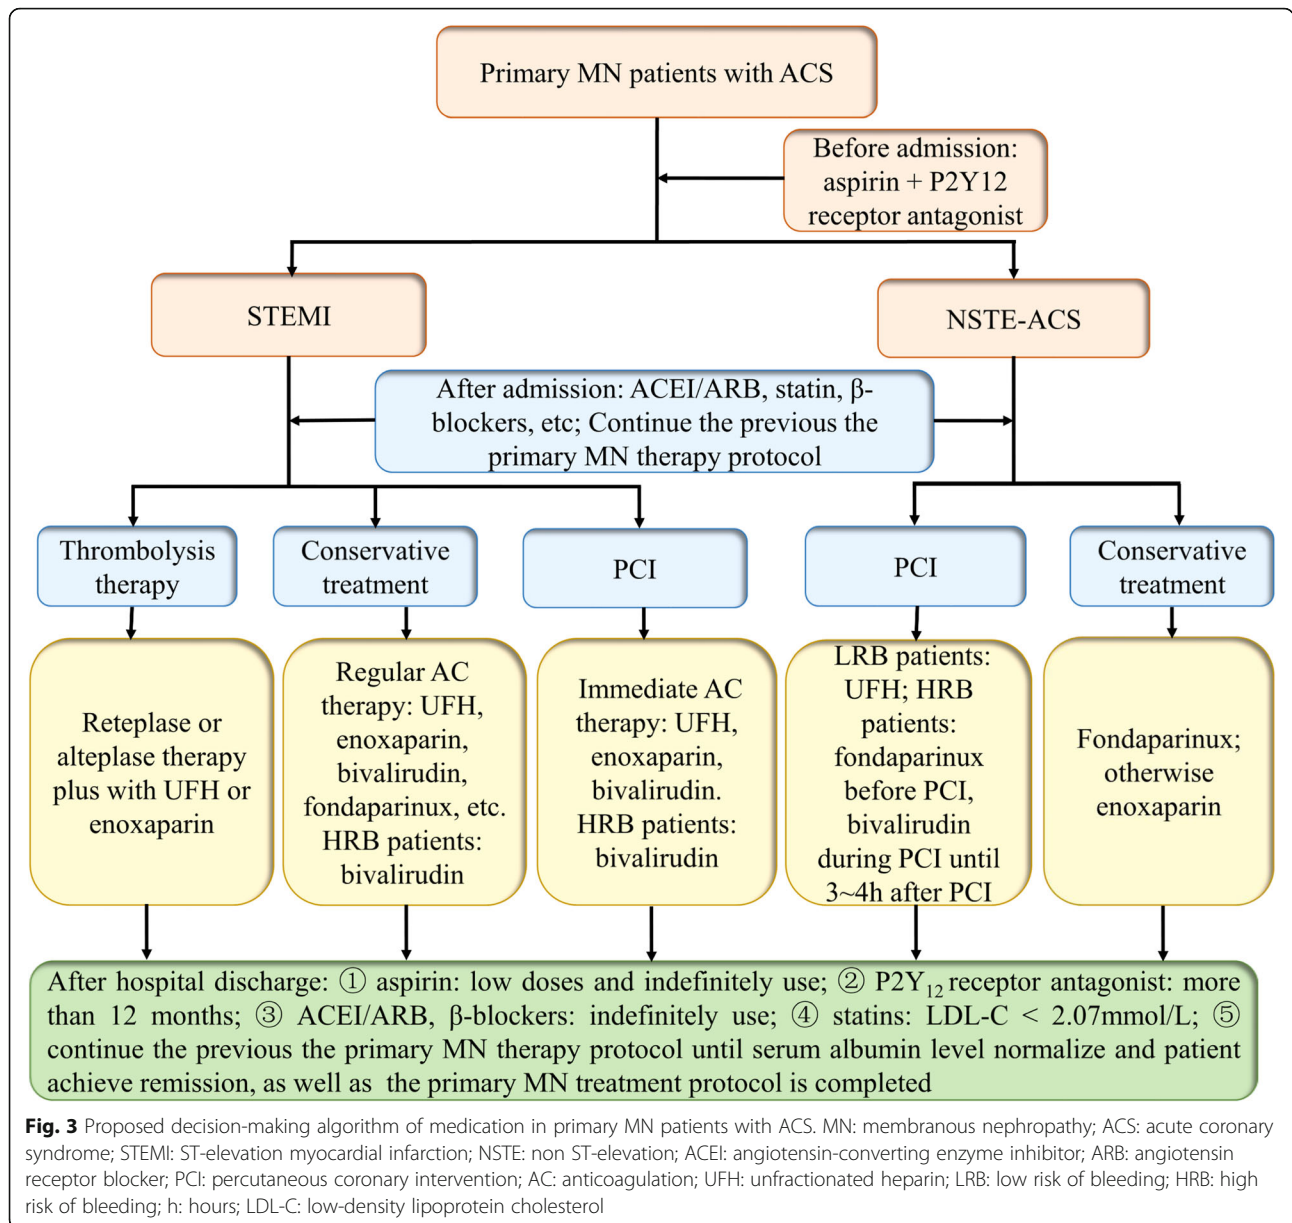 Primary MN patients with ACS
Before admission:
aspirin + P2Y12
receptor antagonist
STEMI
NSTE-ACS
After admission: ACEI/ARB, statin, β-
blockers, etc; Continue the previous the
primary MN therapy protocol
Thrombolysis
therapy
Conservative
treatment
PCI
PCI
Conservative
treatment
Reteplase or
alteplase therapy
plus with UFH or
enoxaparin
Regular AC
therapy: UFH,
enoxaparin,
bivalirudin,
fondaparinux, etc.
HRB patients:
bivalirudin
Immediate AC
therapy: UFH,
enoxaparin,
bivalirudin.
HRB patients:
bivalirudin
LRB patients:
UFH; HRB
patients:
fondaparinux
before PCI,
bivalirudin
during PCI until
3~4h after PCI
Fondaparinux;
otherwise
enoxaparin
After hospital discharge: ① aspirin: low doses and indefinitely use; ② P2Y₁₂ receptor antagonist: more
than 12 months; ③ ACEI/ARB, β-blockers: indefinitely use; ④ statins: LDL-C < 2.07mmol/L; ⑤
continue the previous the primary MN therapy protocol until serum albumin level normalize and patient
achieve remission, as well as the primary MN treatment protocol is completed
Fig. 3 Proposed decision-making algorithm of medication in primary MN patients with ACS. MN: membranous nephropathy; ACS: acute coronary
syndrome; STEMI: ST-elevation myocardial infarction; NSTE: non ST-elevation; ACEI: angiotensin-converting enzyme inhibitor; ARB: angiotensin
receptor blocker; PCI: percutaneous coronary intervention; AC: anticoagulation; UFH: unfractionated heparin; LRB: low risk of bleeding; HRB: high
risk of bleeding; h: hours; LDL-C: low-density lipoprotein cholesterol